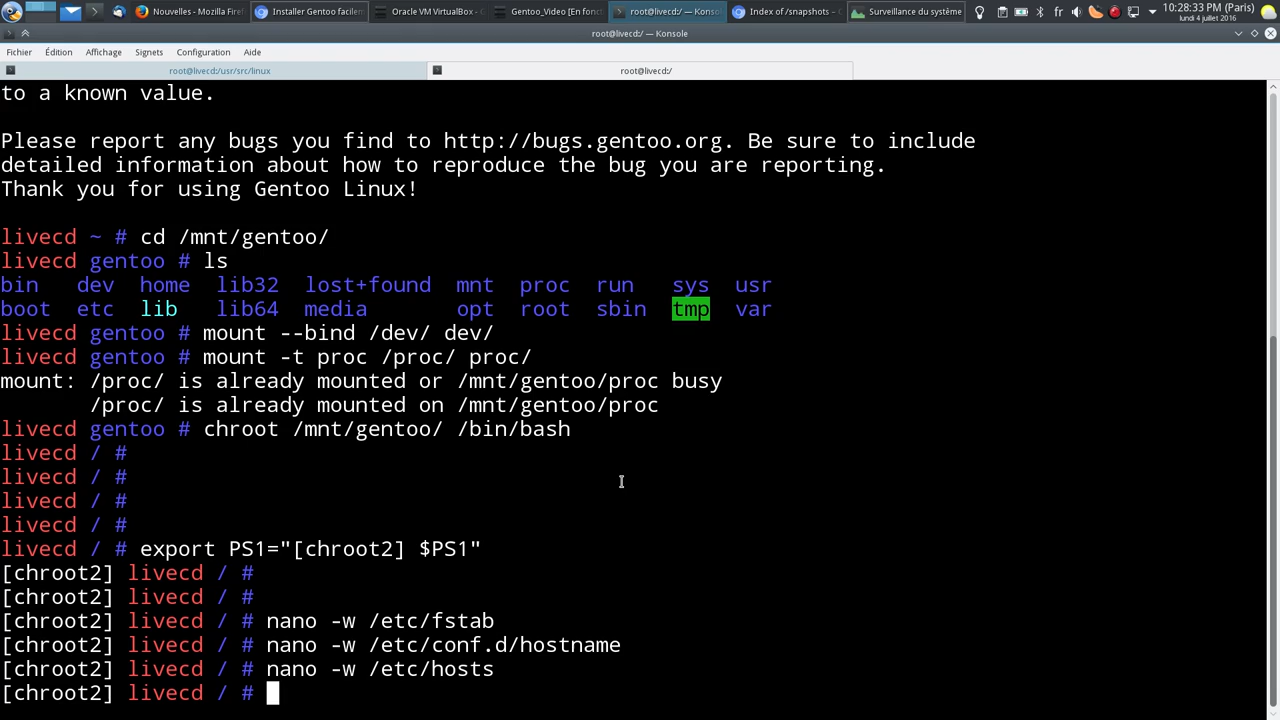 Nouvelles - Mozilla Firef
Installer Gentoo facilem
Oracle VM VirtualBox
Gentoo_Video [En fonct
root@livecd:/ — Konsole
Index of /snapshots –
Surveillance du système
fr
10:28:33 PM (Paris)
lundi 4 juillet 2016
root@livecd:/ — Konsole
Fichier Édition Affichage Signets Configuration Aide
root@livecd:/usr/src/linux
root@livecd:/
to a known value.
Please report any bugs you find to http://bugs.gentoo.org. Be sure to include
detailed information about how to reproduce the bug you are reporting.
Thank you for using Gentoo Linux!
livecd ~ # cd /mnt/gentoo/
livecd gentoo # ls
bin dev home lib32 lost+found mnt proc run sys usr
boot etc lib lib64 media opt root sbin tmp var
livecd gentoo # mount --bind /dev/ dev/
livecd gentoo # mount -t proc /proc/ proc/
mount: /proc/ is already mounted or /mnt/gentoo/proc busy
/proc/ is already mounted on /mnt/gentoo/proc
livecd gentoo # chroot /mnt/gentoo/ /bin/bash
livecd / #
livecd / #
livecd / #
livecd / #
livecd / # export PS1="[chroot2] $PS1"
[chroot2] livecd / #
[chroot2] livecd / #
[chroot2] livecd / # nano -w /etc/fstab
[chroot2] livecd / # nano -w /etc/conf.d/hostname
[chroot2] livecd / # nano -w /etc/hosts
[chroot2] livecd / #